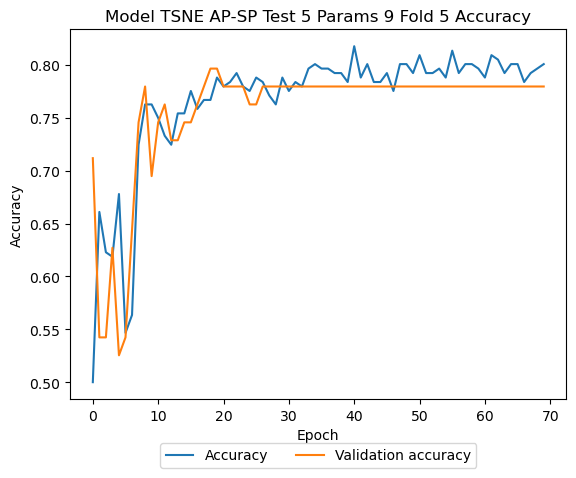 Model TSNE AP-SP Test 5 Params 9 Fold 5 Accuracy
0.80
0.75
0.70
0.65
0.60
0.55
0.50
Accuracy
0 10 20 30 40 50 60 70
Epoch
Accuracy Validation accuracy